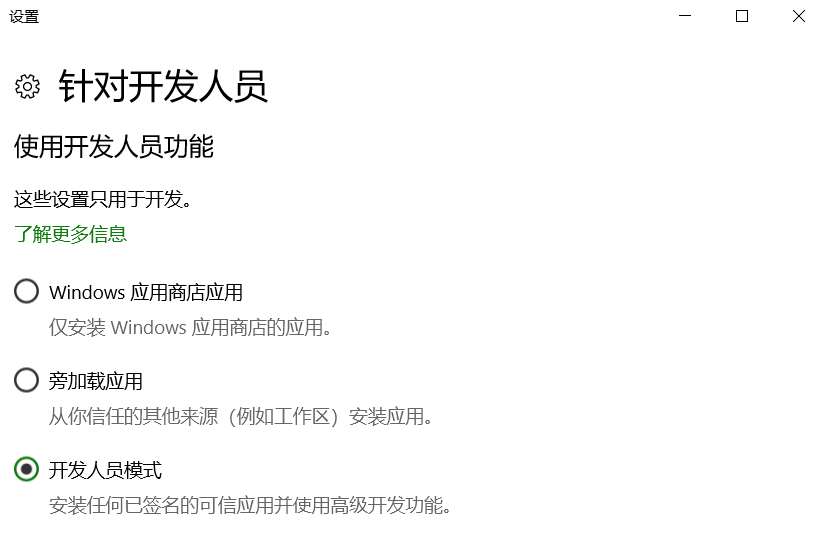 设置
针对开发人员
使用开发人员功能
这些设置只用于开发。
了解更多信息
Windows 应用商店应用
仅安装 Windows 应用商店的应用。
旁加载应用
从你信任的其他来源（例如工作区）安装应用。
开发人员模式
安装任何已签名的可信应用并使用高级开发功能。